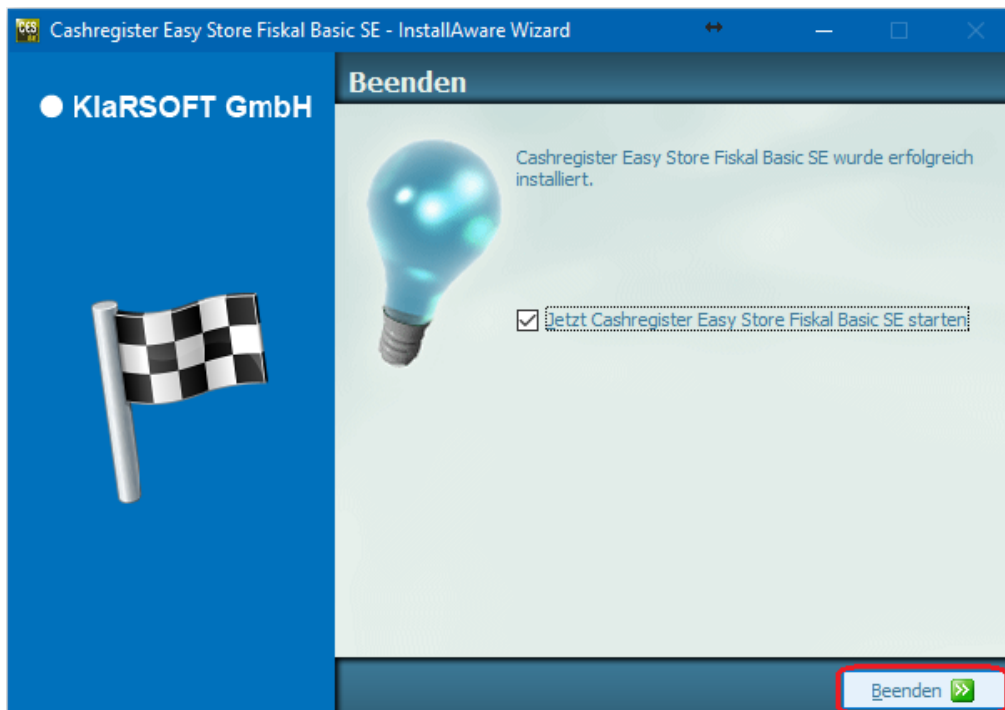 Cashregister Easy Store Fiskal Basic SE - InstallAware Wizard
KlaRSOFT GmbH
Beenden
Cashregister Easy Store Fiskal Basic SE wurde erfolgreich
installiert.
Jetzt Cashregister Easy Store Fiskal Basic SE starten
Beenden